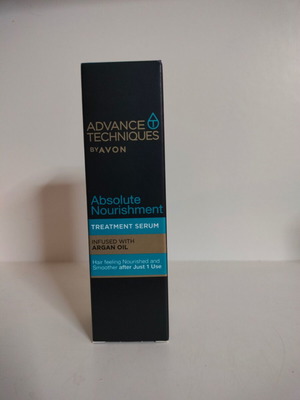 ADVANCE
TECHNIQUES
BY AVON
Absolute
Nourishment
TREATMENT SERUM
INFUSED WITH
ARGAN OIL
Hair feeling Nourished and
Smoother after Just 1 Use